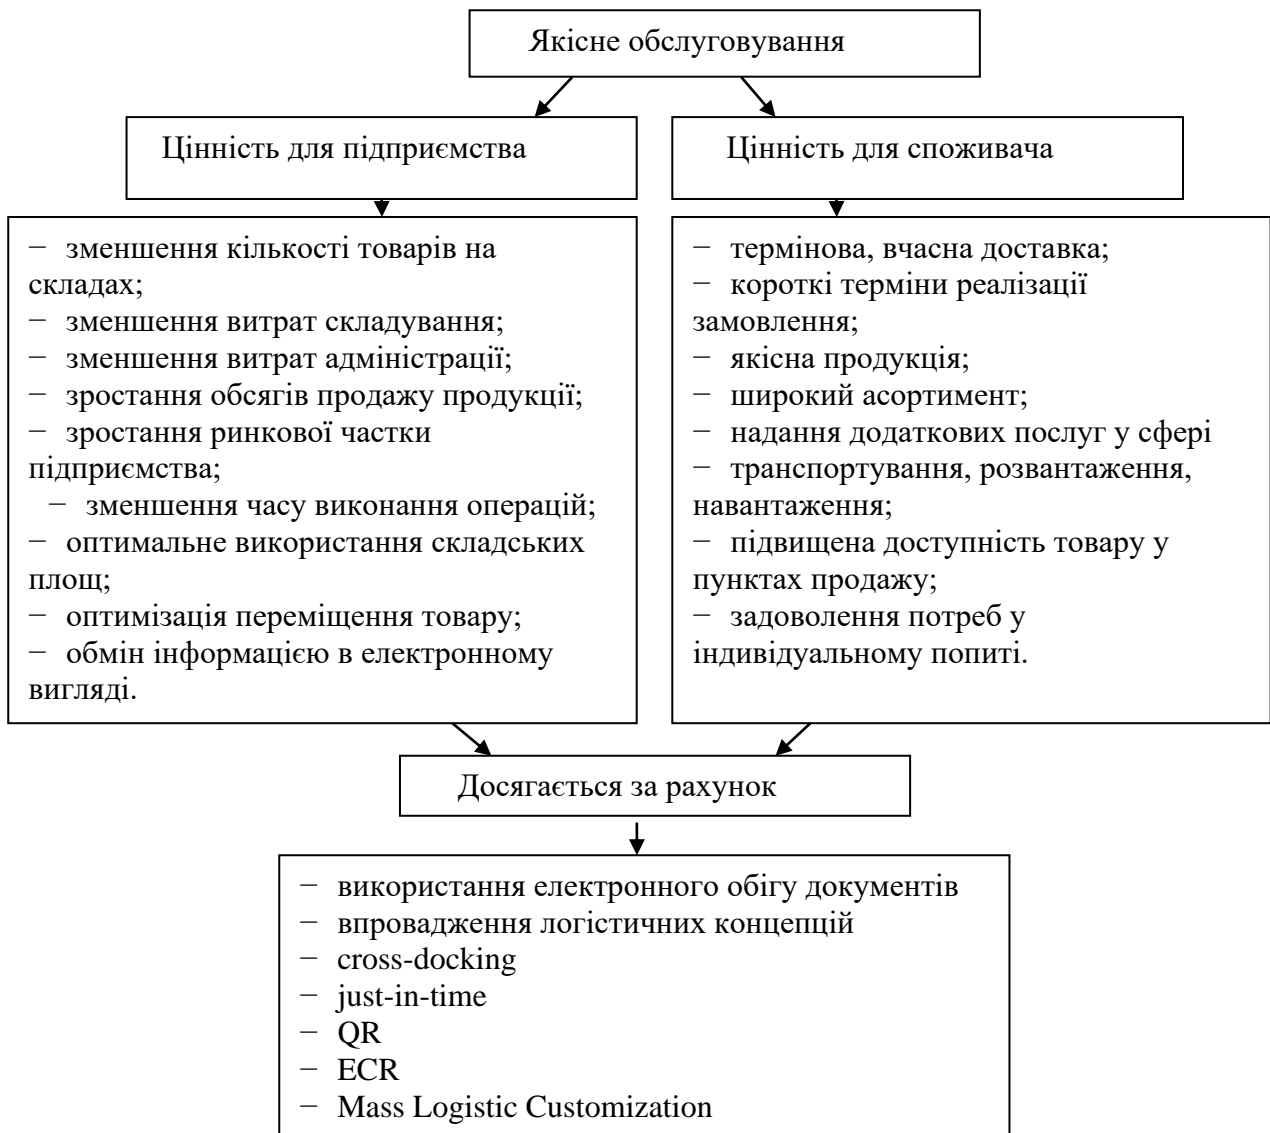 Якісне обслуговування
Цінність для підприємства
Цінність для споживача
− зменшення кількості товарів на
складах;
− зменшення витрат складування;
− зменшення витрат адміністрації;
− зростання обсягів продажу продукції;
− зростання ринкової частки
підприємства;
− зменшення часу виконання операцій;
− оптимальне використання складських
площ;
− оптимізація переміщення товару;
− обмін інформацією в електронному
вигляді.
− термінова, вчасна доставка;
− короткі терміни реалізації
замовлення;
− якісна продукція;
− широкий асортимент;
− надання додаткових послуг у сфері
− транспортування, розвантаження,
навантаження;
− підвищена доступність товару у
пунктах продажу;
− задоволення потреб у
індивідуальному попиті.
Досягається за рахунок
− використання електронного обігу документів
− впровадження логістичних концепцій
− cross-docking
− just-in-time
− QR
− ECR
− Mass Logistic Customization